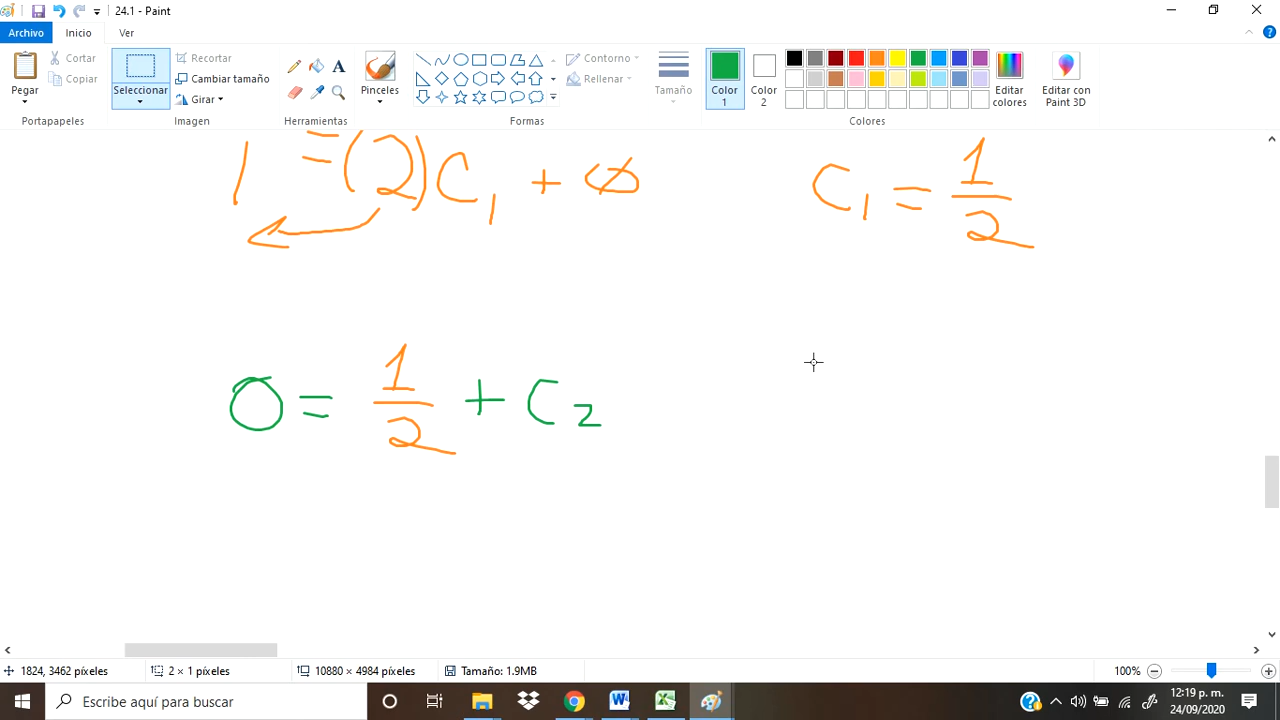 24.1 - Paint
Archivo Inicio Ver
Pegar
Cortar
Copiar
Portapapeles
Seleccionar
Recortar
Cambiar tamaño
Girar
Imagen
A
Herramientas
Pinceles
Contorno
Rellenar
Formas
Tamaño
Color 1
Color 2
Editar colores
Editar con Paint 3D
Colores
1 = (2) C₁ + 0
C₁ = 1/2
0 = 1/2 + C₂
1824, 3462 píxeles 2 × 1 píxeles 10880 × 4984 píxeles Tamaño: 1.9MB 100%
Escribe aquí para buscar
12:19 p. m.
24/09/2020